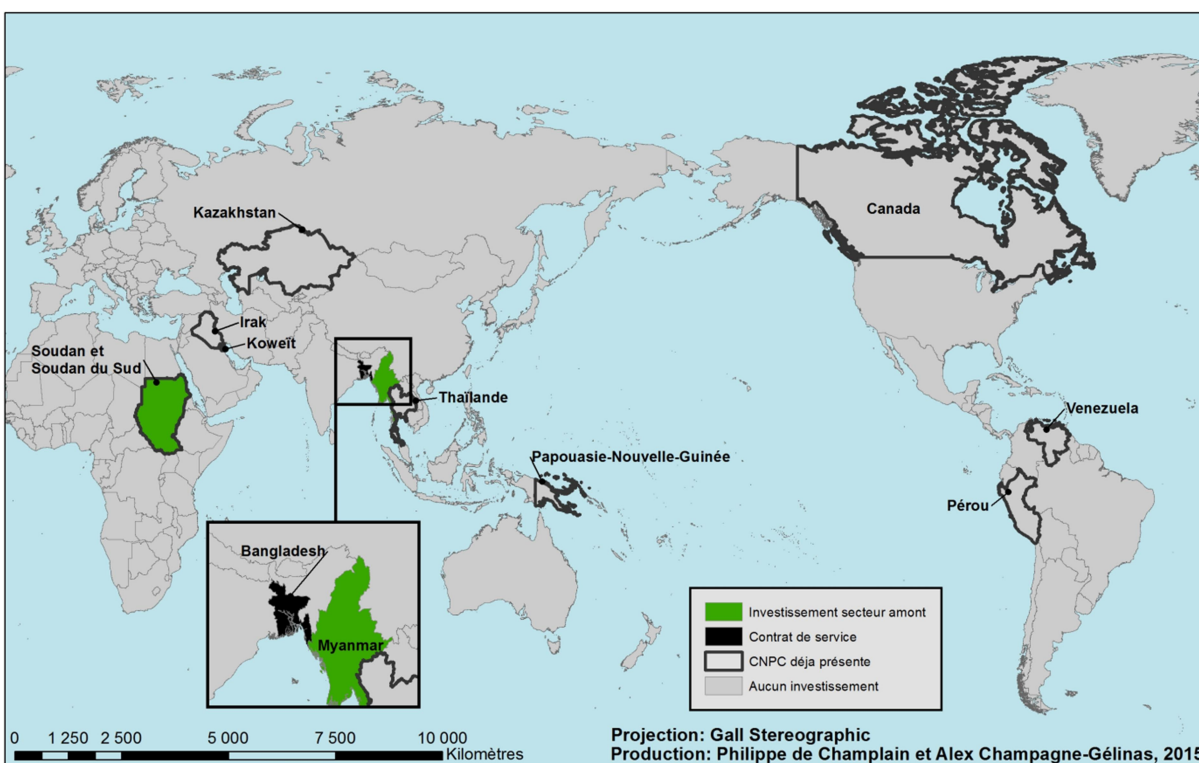 Kazakhstan
Canada
Irak
Koweït
Soudan et
Soudan du Sud
Thaïlande
Venezuela
Papouasie-Nouvelle-Guinée
Pérou
Bangladesh
Myanmar
Investissement secteur amont
Contrat de service
CNPC déja présente
Aucun investissement
0 1 250 2 500 5 000 7 500 10 000
Kilomètres
Projection: Gall Stereographic
Production: Philippe de Champlain et Alex Champagne-Gélinas, 2015